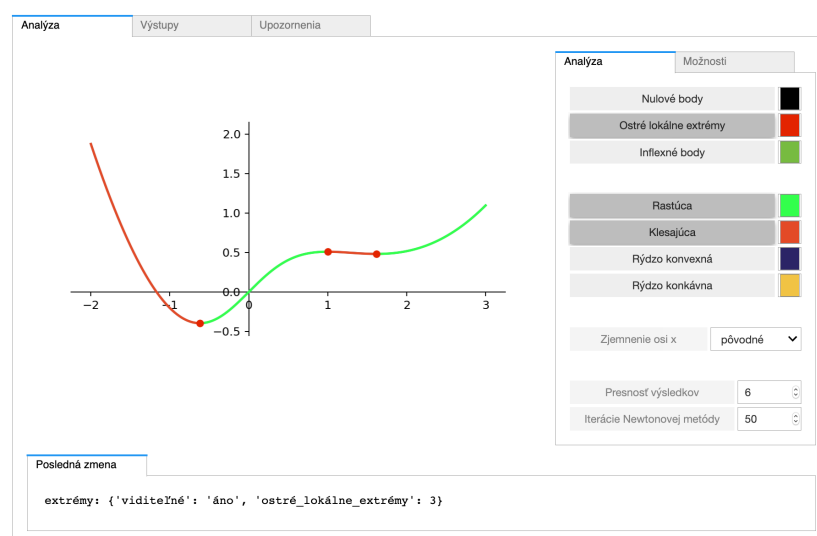 Analýza
Výstupy
Upozornenia
Analýza
Možnosti
Nulové body
Ostré lokálne extrémy
Inflexné body
Rastúca
Klesajúca
Rýdzo konvexná
Rýdzo konkávna
Zjemnenie osi x
pôvodné
Presnosť výsledkov
6
Iterácie Newtonovej metódy
50
2.0
1.5
1.0
0.5
0.0
−0.5
−2
−1
0
1
2
3
Posledná zmena
extrémy: {'viditeľné': 'áno', 'ostré_lokálne_extrémy': 3}